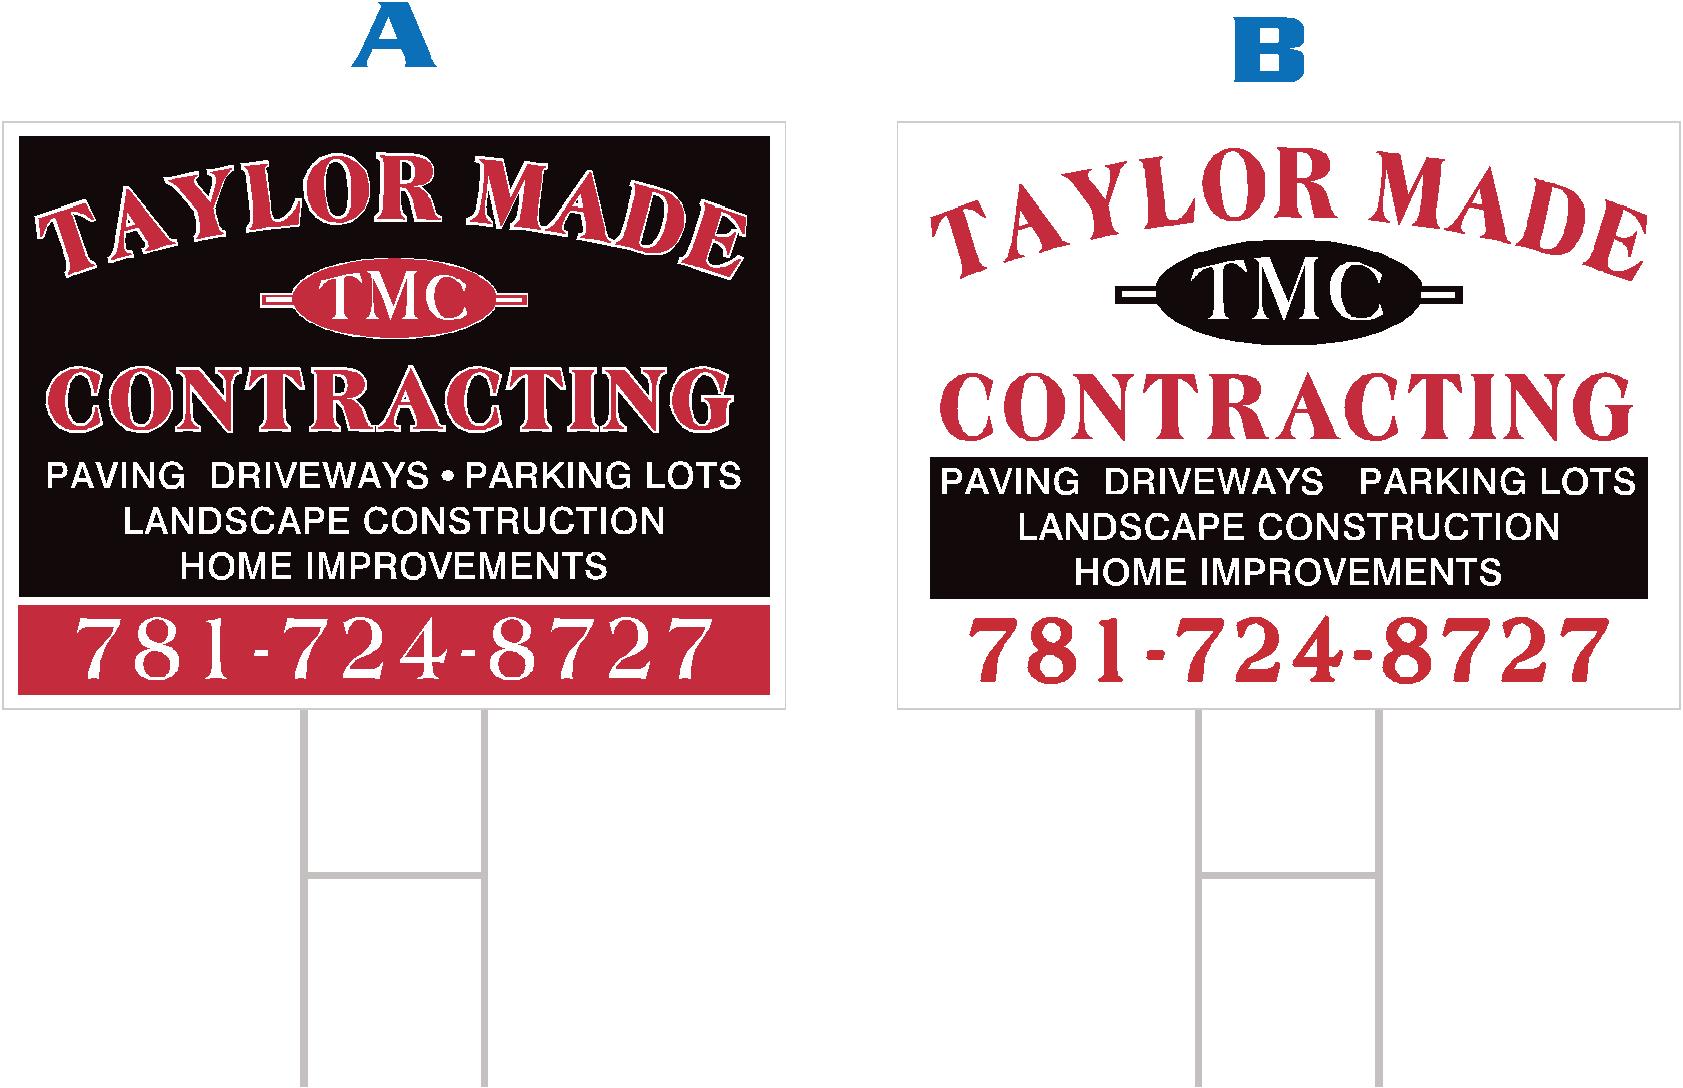 A
TAYLOR MADE
TMC
CONTRACTING
PAVING DRIVEWAYS • PARKING LOTS
LANDSCAPE CONSTRUCTION
HOME IMPROVEMENTS
781-724-8727
B
TAYLOR MADE
TMC
CONTRACTING
PAVING DRIVEWAYS PARKING LOTS
LANDSCAPE CONSTRUCTION
HOME IMPROVEMENTS
781-724-8727